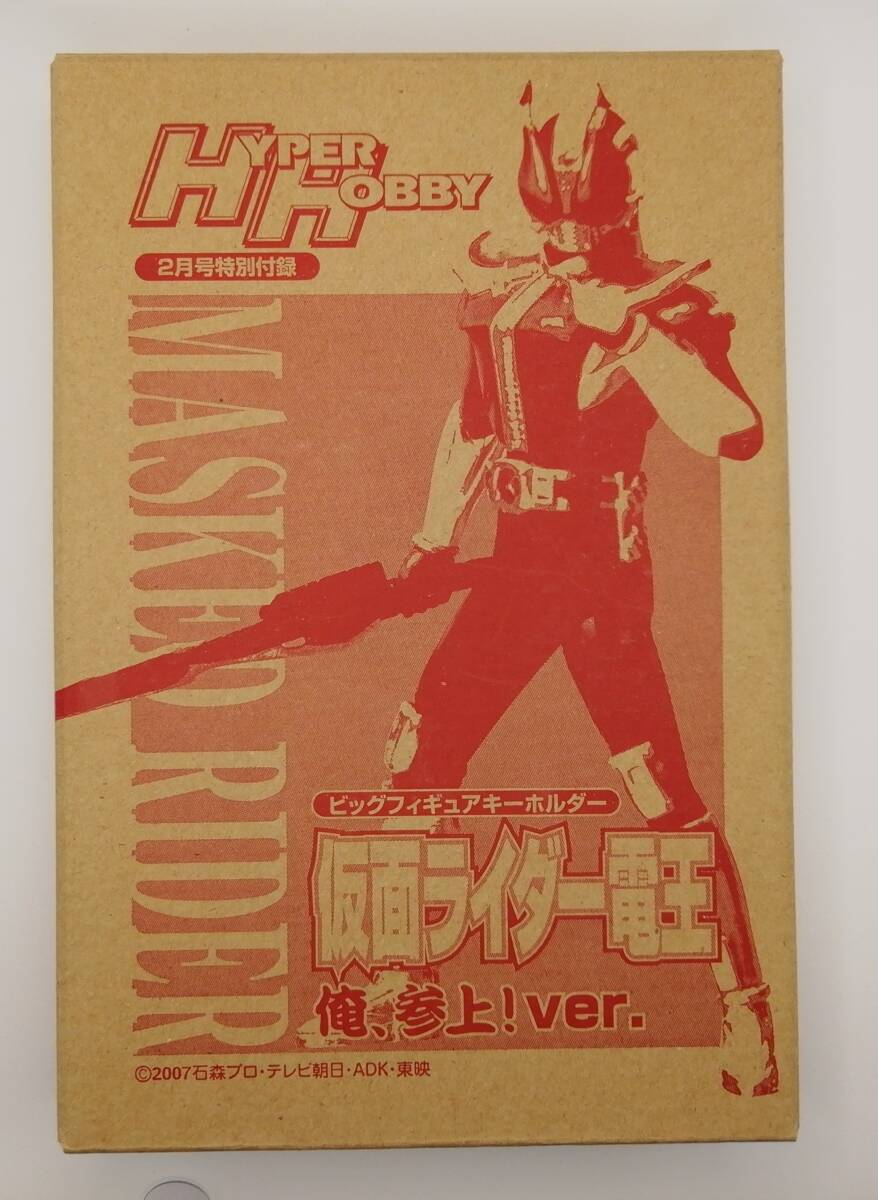 HYPER
HOBBY
2月号特別付録
MASKED RIDER
ビッグフィギュアキーホルダー
仮面ライダー電王
俺、参上!ver.
©2007石森プロ・テレビ朝日・ADK・東映